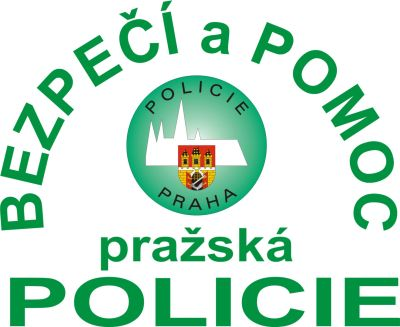 BEZPEČÍ a POMOC
POLICIE
PRAHA
pražská
POLICIE